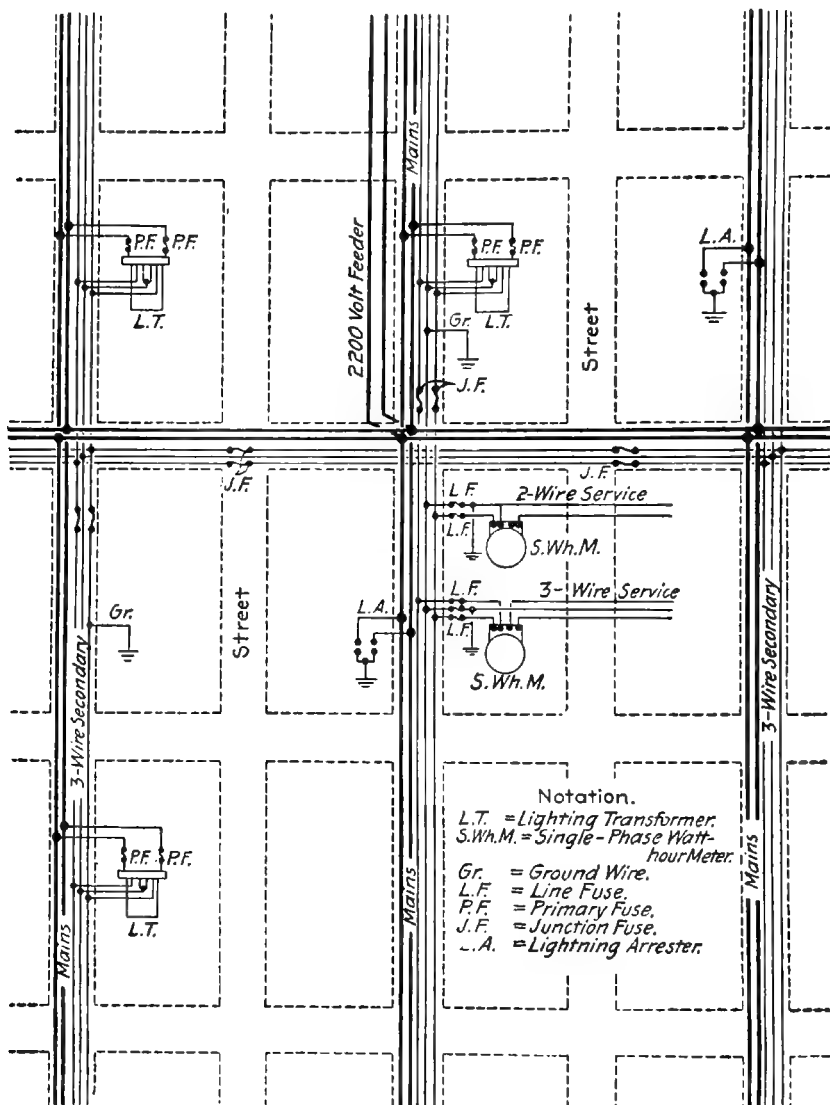 Mains
2200 Volt Feeder
P.F. P.F.
L.T.
P.F. P.F.
L.T.
L.A.
Gr.
J.F.
Street
J.F.
J.F.
L.F.
2-Wire Service
L.F.
S.Wh.M.
Gr.
Street
L.A.
L.F.
3-Wire Service
L.F.
S.Wh.M.
3-Wire Secondary
3-Wire Secondary
P.F. P.F.
L.T.
Mains
Mains
Mains
Notation.
L.T. = Lighting Transformer.
S.Wh.M. = Single-Phase Watt-
hour Meter.
Gr. = Ground Wire.
L.F. = Line Fuse.
P.F. = Primary Fuse.
J.F. = Junction Fuse.
L.A. = Lightning Arrester.